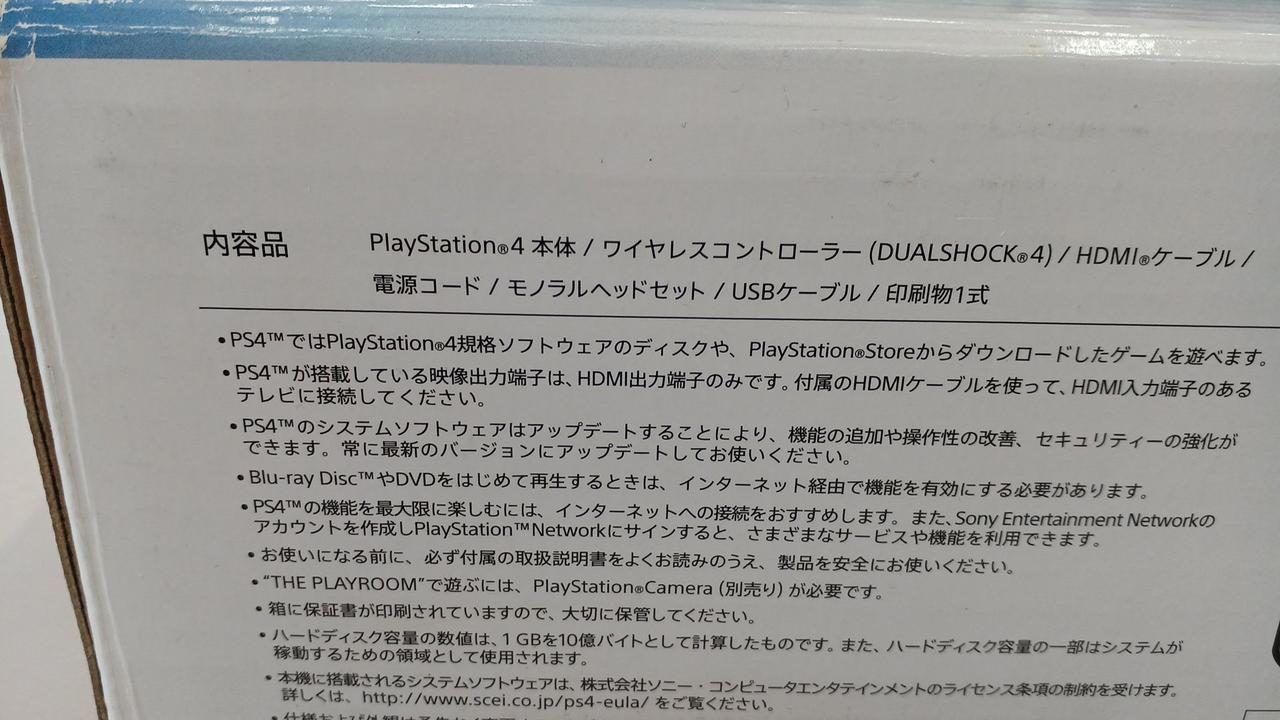 内容品 PlayStation®4 本体 / ワイヤレスコントローラー (DUALSHOCK®4) / HDMI®ケーブル /
電源コード / モノラルヘッドセット / USBケーブル / 印刷物1式
• PS4™ではPlayStation®4規格ソフトウェアのディスクや、PlayStation®Storeからダウンロードしたゲームを遊べます。
• PS4™が搭載している映像出力端子は、HDMI出力端子のみです。付属のHDMIケーブルを使って、HDMI入力端子のある
テレビに接続してください。
• PS4™のシステムソフトウェアはアップデートすることにより、機能の追加や操作性の改善、セキュリティーの強化が
できます。常に最新のバージョンにアップデートしてお使いください。
• Blu-ray Disc™やDVDをはじめて再生するときは、インターネット経由で機能を有効にする必要があります。
• PS4™の機能を最大限に楽しむには、インターネットへの接続をおすすめします。また、Sony Entertainment Networkの
アカウントを作成しPlayStation™Networkにサインすると、さまざまなサービスや機能を利用できます。
• お使いになる前に、必ず付属の取扱説明書をよくお読みのうえ、製品を安全にお使いください。
• “THE PLAYROOM”で遊ぶには、PlayStation®Camera（別売り）が必要です。
• 箱に保証書が印刷されていますので、大切に保管してください。
• ハードディスク容量の数値は、1 GBを10億バイトとして計算したものです。また、ハードディスク容量の一部はシステムが
稼動するための領域として使用されます。
• 本機に搭載されるシステムソフトウェアは、株式会社ソニー・コンピュータエンタテインメントのライセンス条項の制約を受けます。
詳しくは、http://www.scei.co.jp/ps4-eula/ をご覧ください。